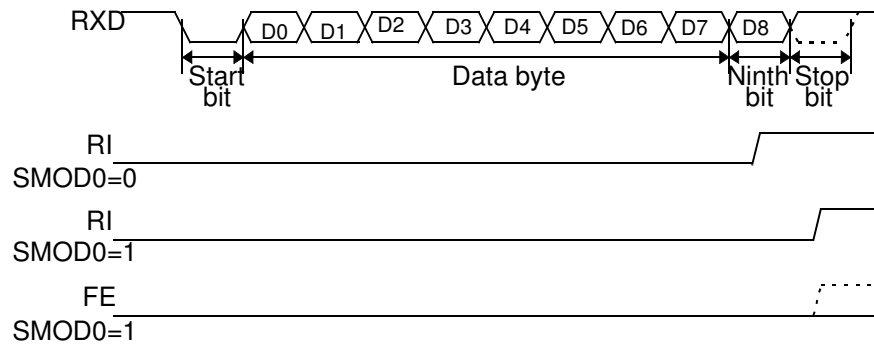 RXD
D0 D1 D2 D3 D4 D5 D6 D7 D8
Start bit
Data byte
Ninth bit
Stop bit
RI
SMOD0=0
RI
SMOD0=1
FE
SMOD0=1